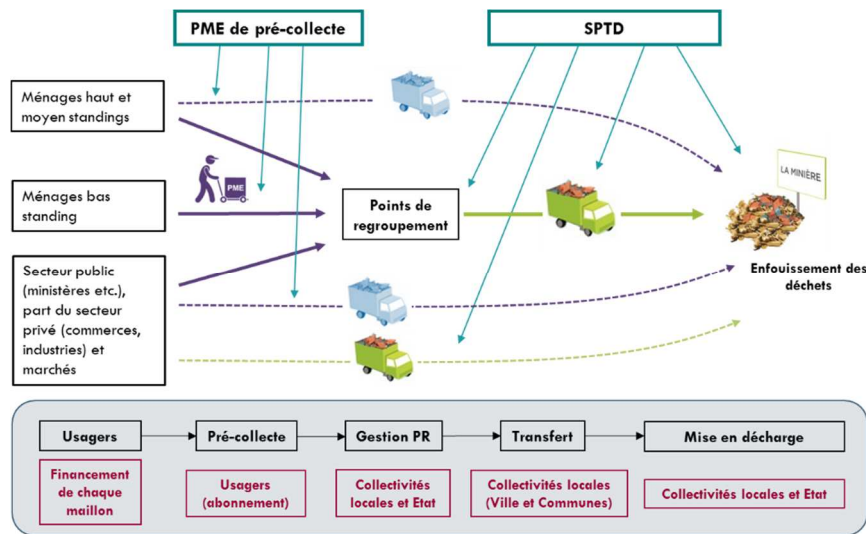 PME de pré-collecte
SPTD
Ménages haut et
moyen standings
LA MINIÈRE
PME
Ménages bas
standing
Points de
regroupement
Enfouissement des
déchets
Secteur public
(ministères etc.),
part du secteur
privé (commerces,
industries) et
marchés
Usagers
Pré-collecte
Gestion PR
Transfert
Mise en décharge
Financement
de chaque
maillon
Usagers
(abonnement)
Collectivités
locales et Etat
Collectivités locales
(Ville et Communes)
Collectivités locales et Etat